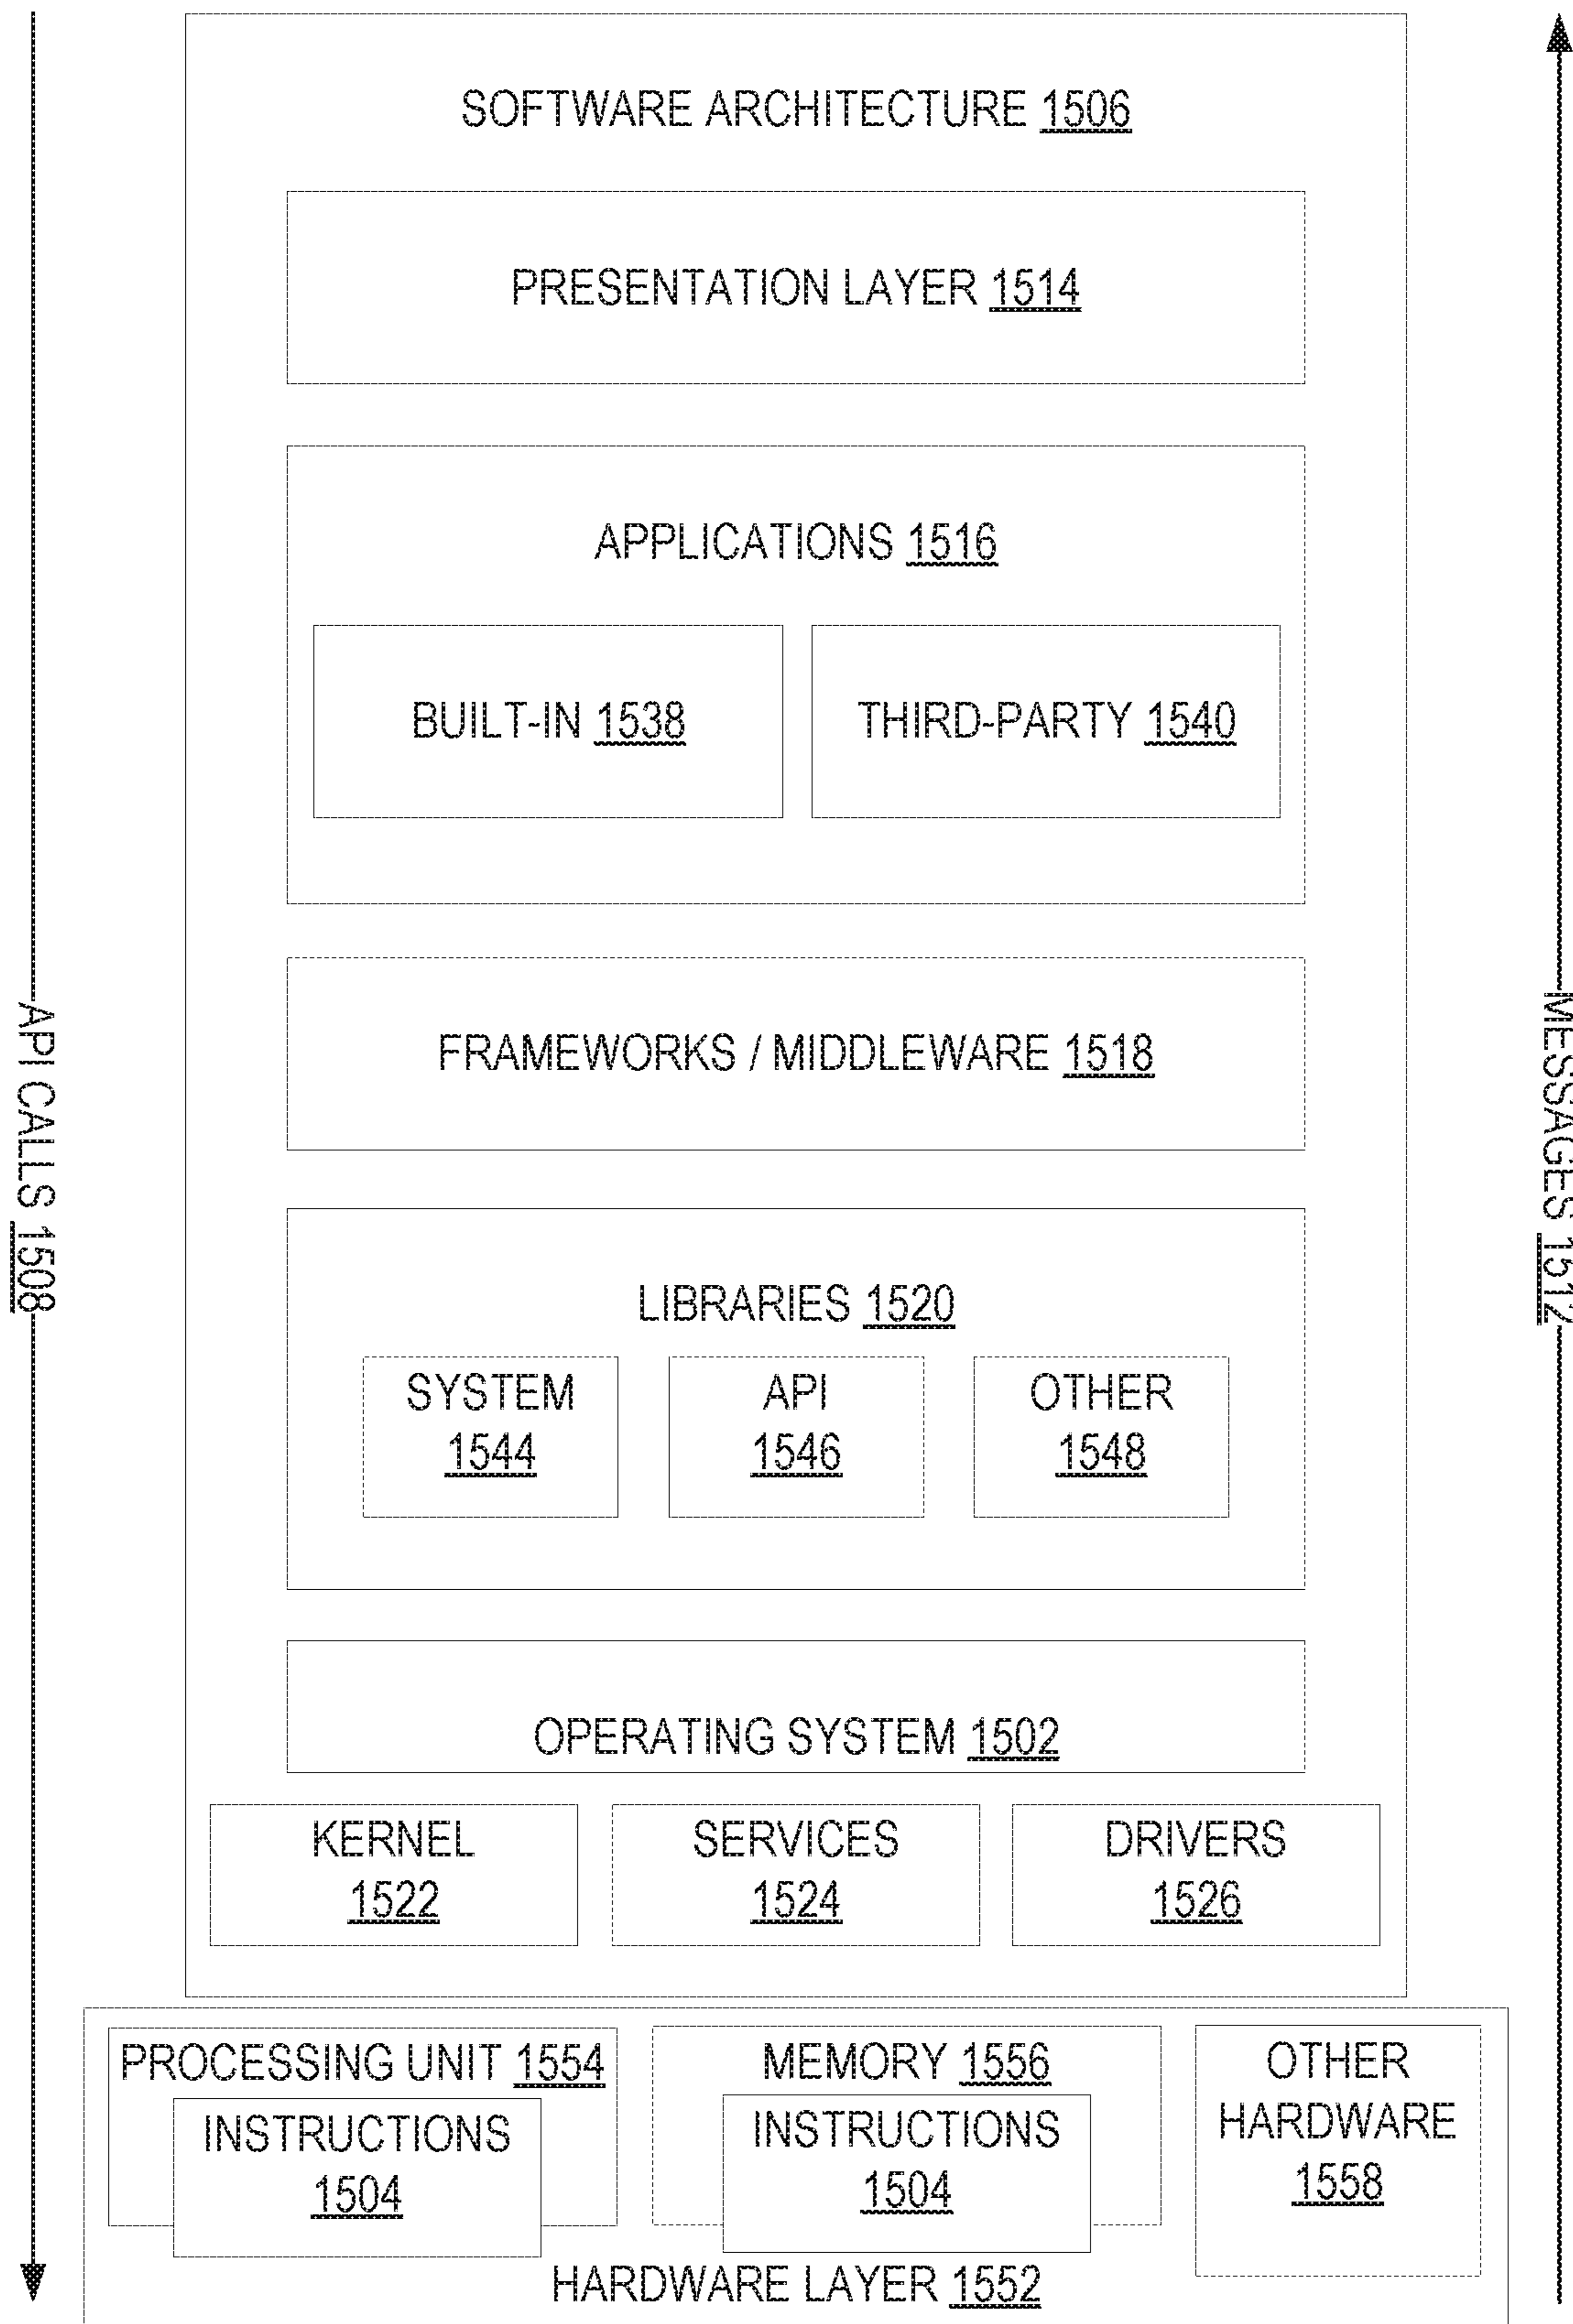 SOFTWARE ARCHITECTURE 1506
PRESENTATION LAYER 1514
APPLICATIONS 1516
BUILT-IN 1538
THIRD-PARTY 1540
FRAMEWORKS / MIDDLEWARE 1518
API CALLS 1508
MESSAGES 1512
LIBRARIES 1520
SYSTEM
1544
API
1546
OTHER
1548
OPERATING SYSTEM 1502
KERNEL
1522
SERVICES
1524
DRIVERS
1526
PROCESSING UNIT 1554
INSTRUCTIONS
1504
MEMORY 1556
INSTRUCTIONS
1504
OTHER
HARDWARE
1558
HARDWARE LAYER 1552